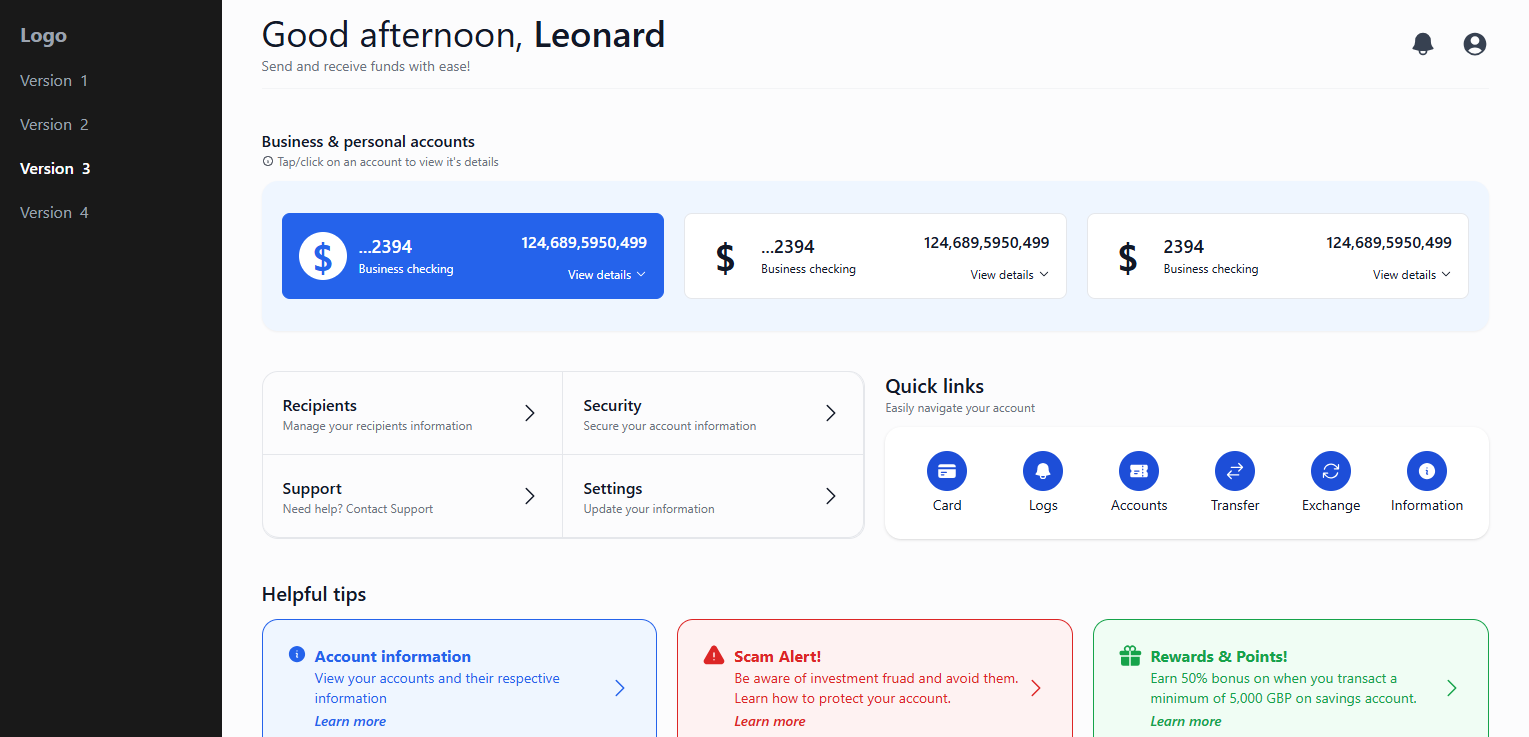 Logo
Version 1
Version 2
Version 3
Version 4
Good afternoon, Leonard
Send and receive funds with ease!
Business & personal accounts
Tap/click on an account to view it's details
$
...2394
Business checking
124,689,5950,499
View details
$
...2394
Business checking
124,689,5950,499
View details
$
2394
Business checking
124,689,5950,499
View details
Recipients
Manage your recipients information
Security
Secure your account information
Support
Need help? Contact Support
Settings
Update your information
Quick links
Easily navigate your account
Card
Logs
Accounts
Transfer
Exchange
Information
Helpful tips
Account information
View your accounts and their respective
information
Learn more
Scam Alert!
Be aware of investment fruad and avoid them.
Learn how to protect your account.
Learn more
Rewards & Points!
Earn 50% bonus on when you transact a
minimum of 5,000 GBP on savings account.
Learn more